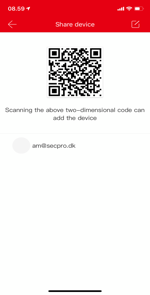 08.59
Share device
Scanning the above two-dimensional code can
add the device
am@secpro.dk